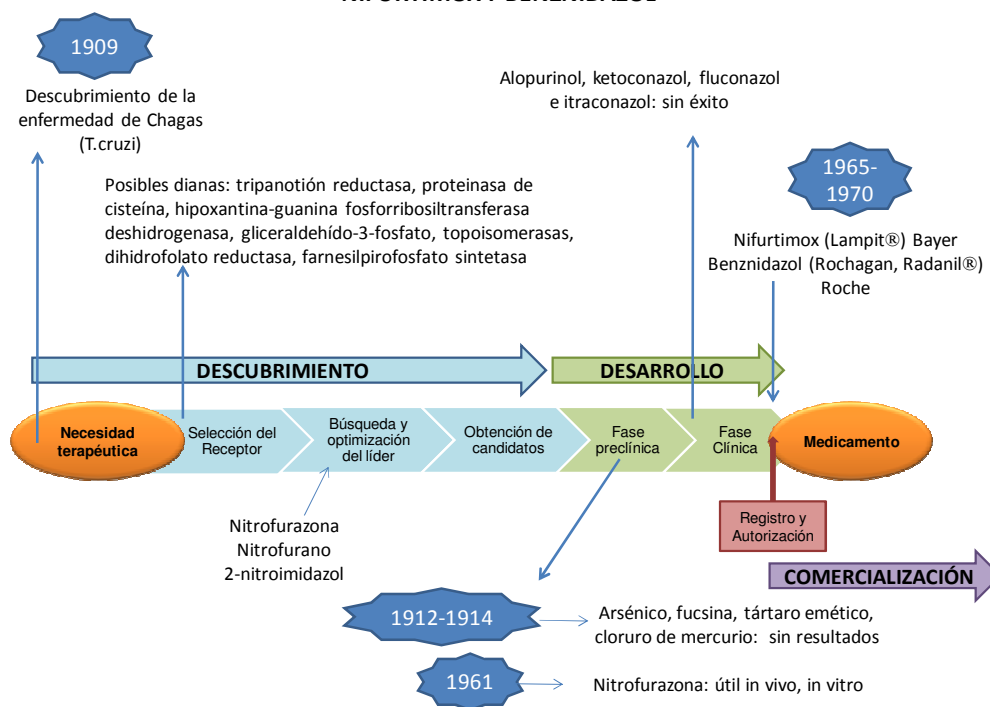 1909
Descubrimiento de la
enfermedad de Chagas
(T.cruzi)
Alopurinol, ketoconazol, fluconazol
e itraconazol: sin éxito
1965-
1970
Posibles dianas: tripanotión reductasa, proteinasa de
cisteína, hipoxantina-guanina fosforribosiltransferasa
deshidrogenasa, gliceraldehído-3-fosfato, topoisomerasas,
dihidrofolato reductasa, farnesilpirofosfato sintetasa
Nifurtimox (Lampit®) Bayer
Benznidazol (Rochagan, Radanil®)
Roche
DESCUBRIMIENTO
DESARROLLO
Necesidad
terapéutica
Selección del
Receptor
Búsqueda y
optimización
del líder
Obtención de
candidatos
Fase
preclínica
Fase
Clínica
Medicamento
Registro y
Autorización
Nitrofurazona
Nitrofurano
2-nitroimidazol
COMERCIALIZACIÓN
1912-1914
Arsénico, fucsina, tártaro emético,
cloruro de mercurio: sin resultados
1961
Nitrofurazona: útil in vivo, in vitro